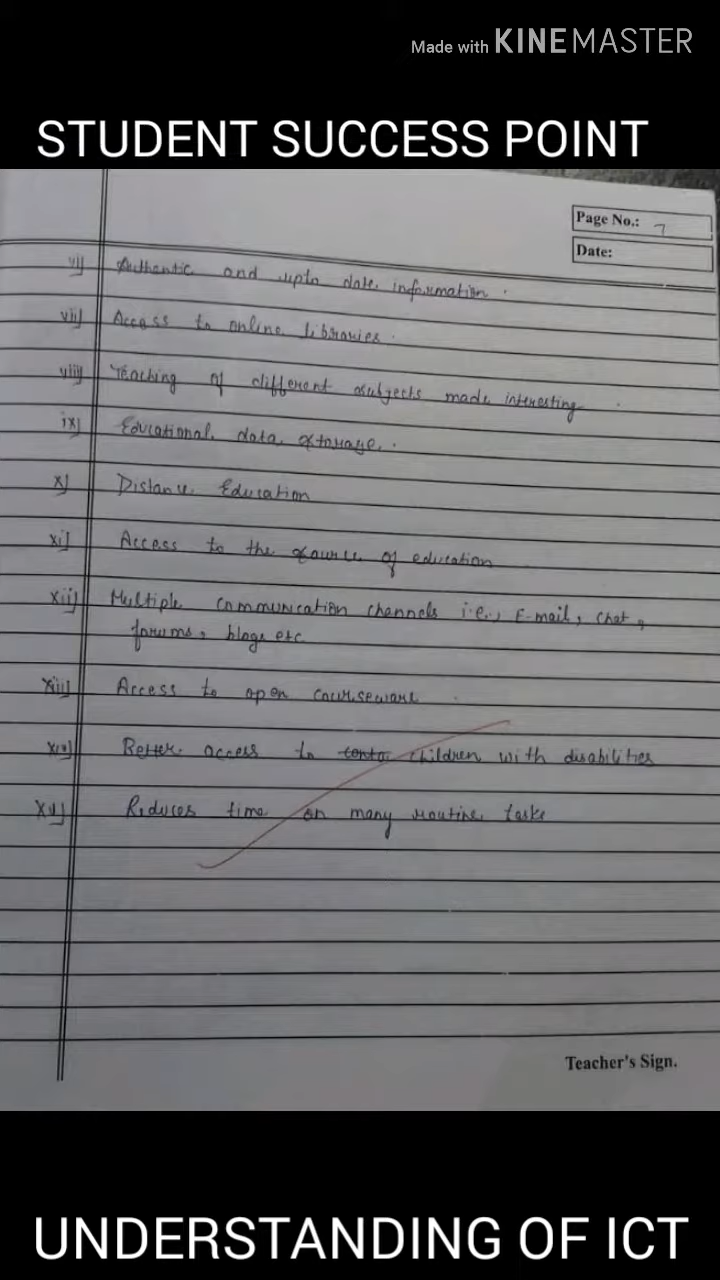 Made with KINEMASTER
STUDENT SUCCESS POINT
Page No.: 7
Date:
vi) Authentic and upto date information.
vii) Access to online libraries.
viii) Teaching of different subjects made interesting.
ix) Educational data storage.
x) Distance Education
xi) Access to the source of education
xii) Multiple communication channels i.e., E-mail, chat,
forums, blogs etc
xiii) Access to open courseware
xiv) Better access to children with disabilities
xv) Reduces time on many routine tasks
Teacher's Sign.
UNDERSTANDING OF ICT